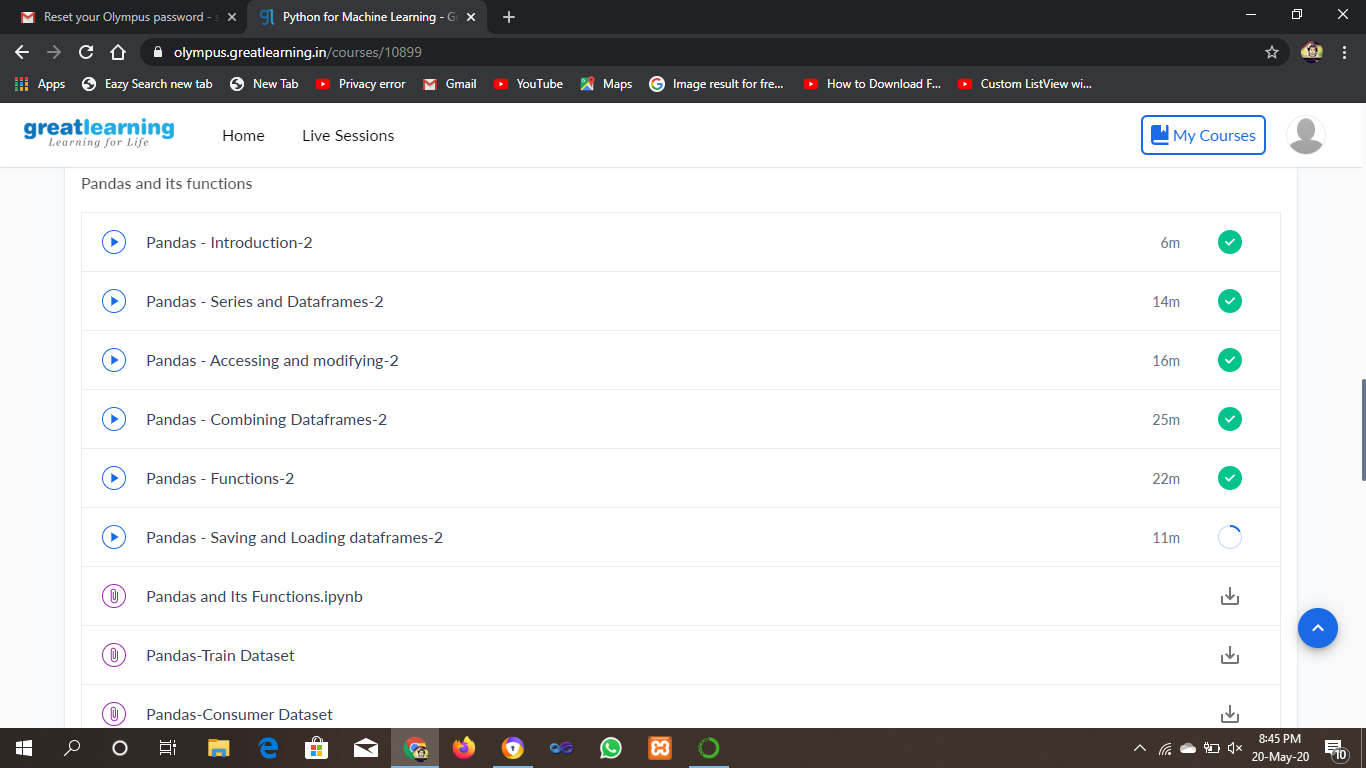 Reset your Olympus password - s
Python for Machine Learning - G
olympus.greatlearning.in/courses/10899
Apps Eazy Search new tab New Tab Privacy error Gmail YouTube Maps Image result for fre... How to Download F... Custom ListView wi...
greatlearning
Learning for Life
Home Live Sessions My Courses
Pandas and its functions
Pandas - Introduction-2 6m
Pandas - Series and Dataframes-2 14m
Pandas - Accessing and modifying-2 16m
Pandas - Combining Dataframes-2 25m
Pandas - Functions-2 22m
Pandas - Saving and Loading dataframes-2 11m
Pandas and Its Functions.ipynb
Pandas-Train Dataset
Pandas-Consumer Dataset
8:45 PM
20-May-20
10